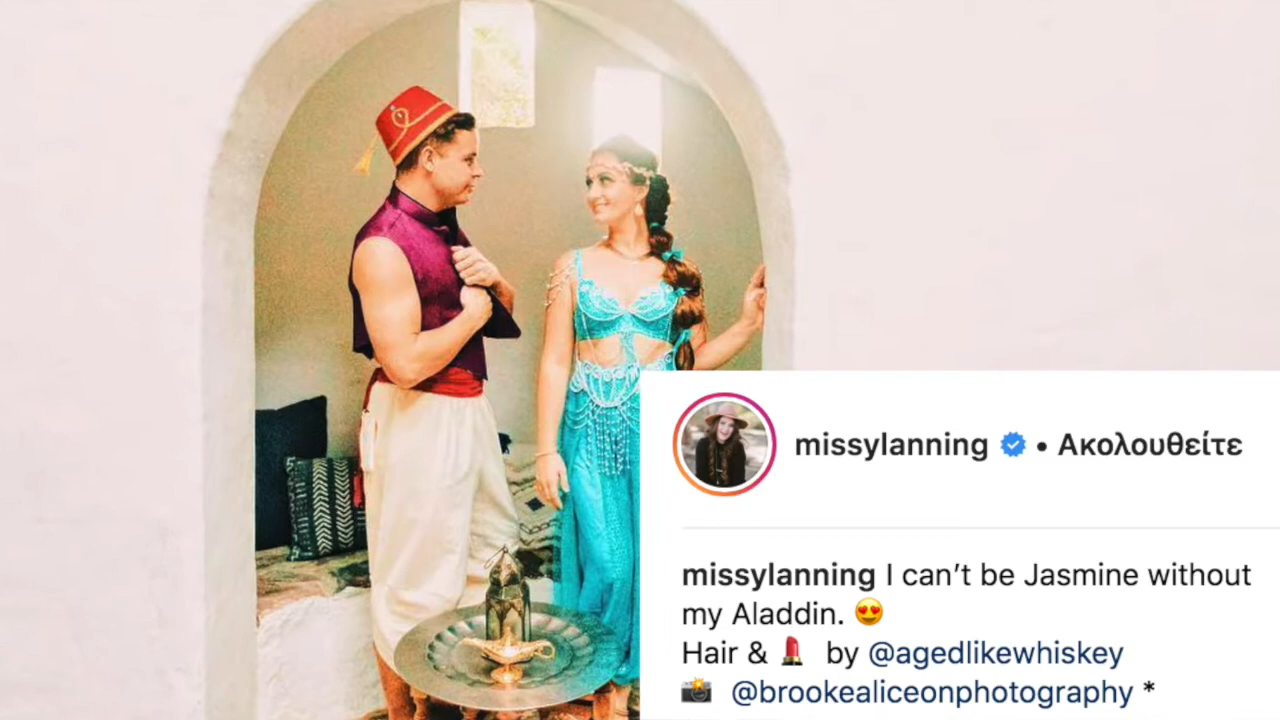 missylanning • Ακολουθείτε
missylanning I can’t be Jasmine without
my Aladdin. 😍
Hair & 💄 by @agedlikewhiskey
📸 @brookealiceonphotography *